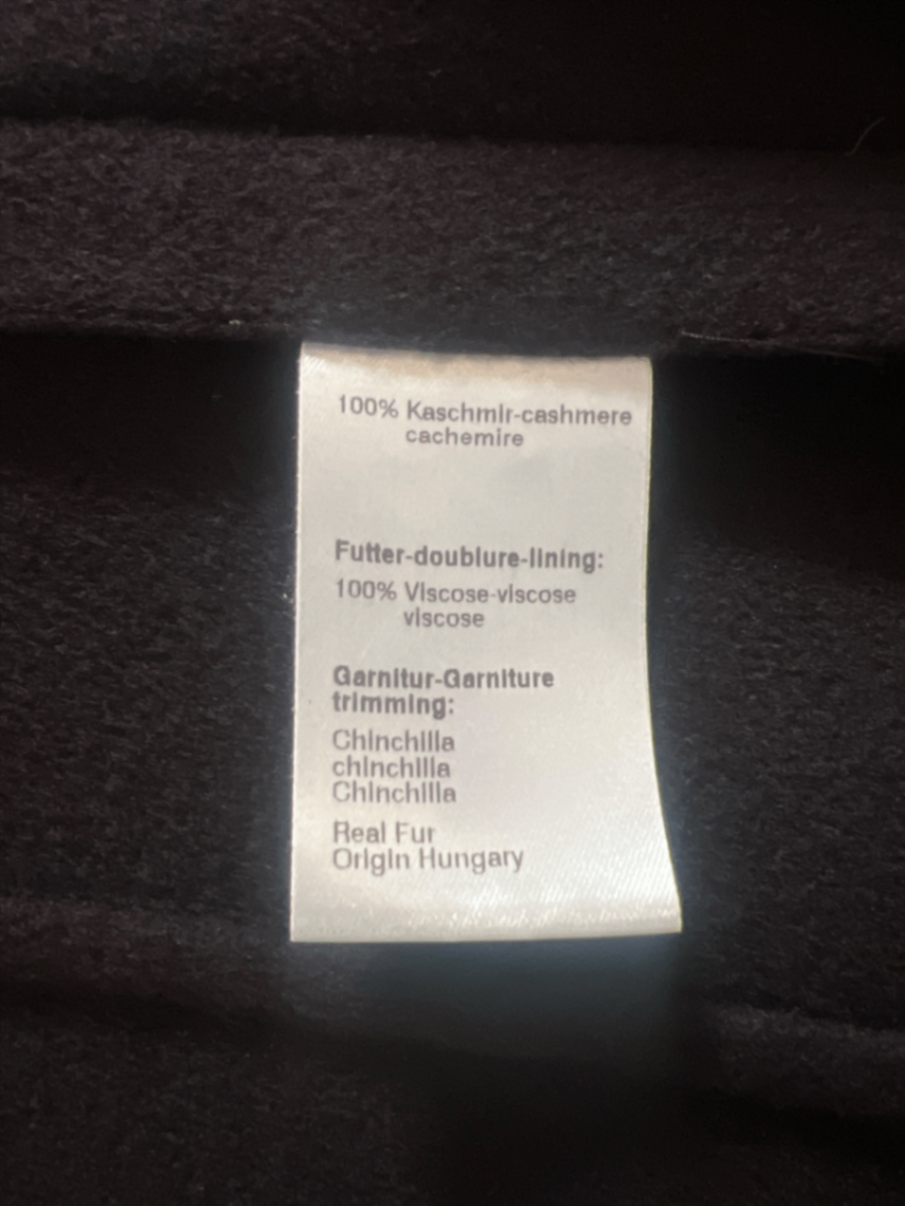 100% Kaschmir-cashmere
cachemire
Futter-doublure-lining:
100% Viscose-viscose
viscose
Garnitur-Garniture
trimming:
Chinchilla
chinchilla
Chinchilla
Real Fur
Origin Hungary